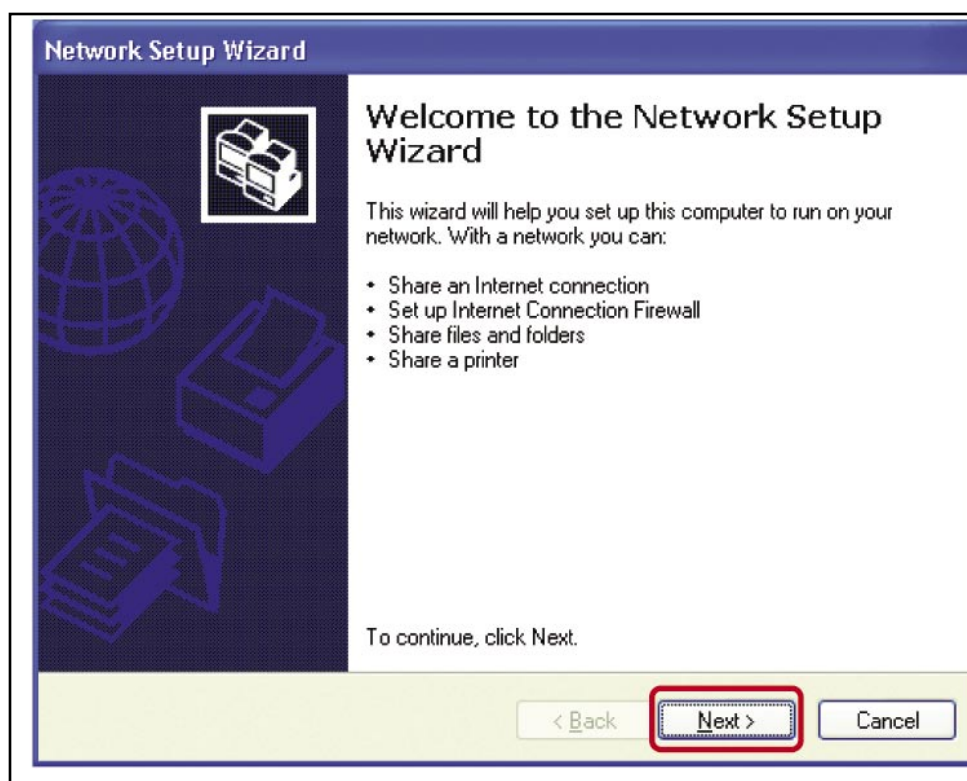 Network Setup Wizard
Welcome to the Network Setup
Wizard
This wizard will help you set up this computer to run on your
network. With a network you can:
• Share an Internet connection
• Set up Internet Connection Firewall
• Share files and folders
• Share a printer
To continue, click Next.
< Back Next > Cancel